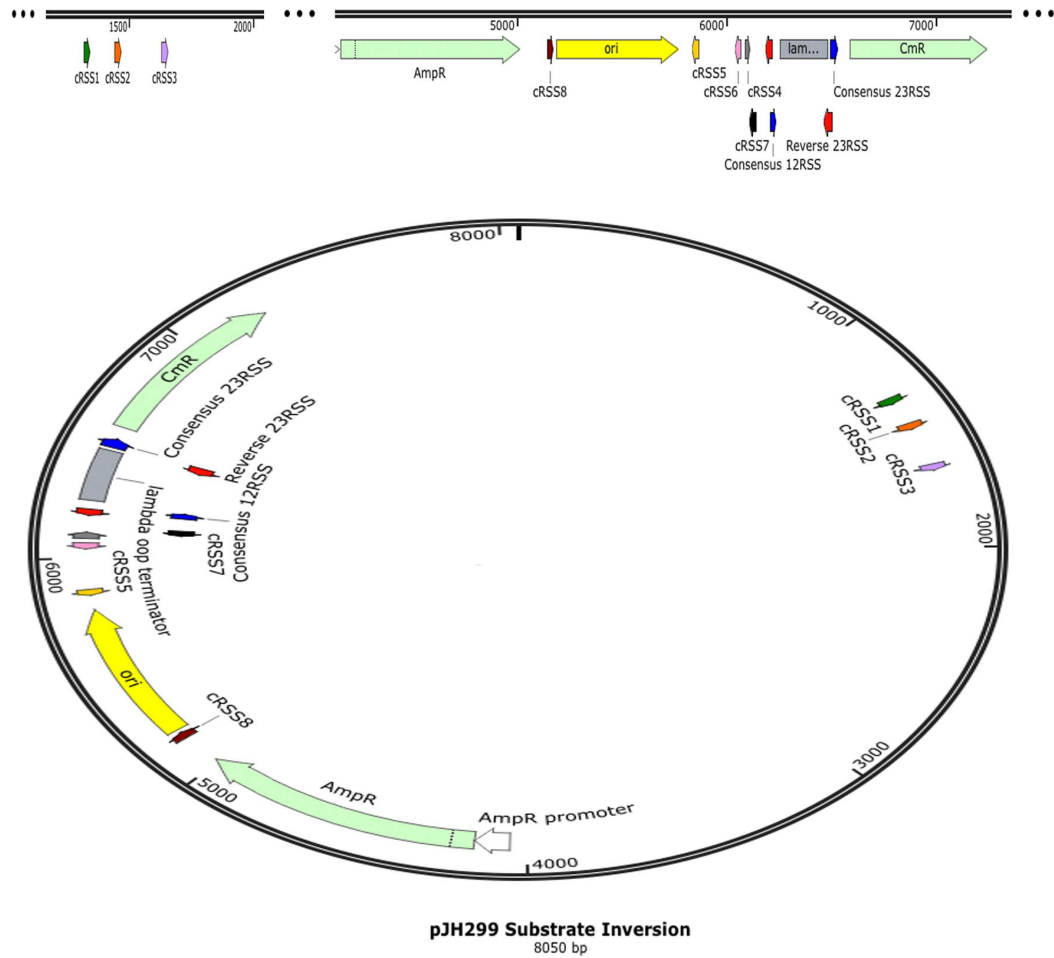 1500
2000
5000
6000
7000
cRSS1
cRSS2
cRSS3
AmpR
ori
cRSS8
cRSS5
cRSS6
cRSS4
lam...
CmR
Consensus 23RSS
cRSS7
Reverse 23RSS
Consensus 12RSS
8000
1000
7000
CmR
Consensus 23RSS
Reverse 23RSS
cRSS1
cRSS2
cRSS3
Consensus 12RSS
lambda oop terminator
cRSS7
cRSS5
2000
6000
ori
cRSS8
5000
AmpR
AmpR promoter
3000
4000
pJH299 Substrate Inversion
8050 bp